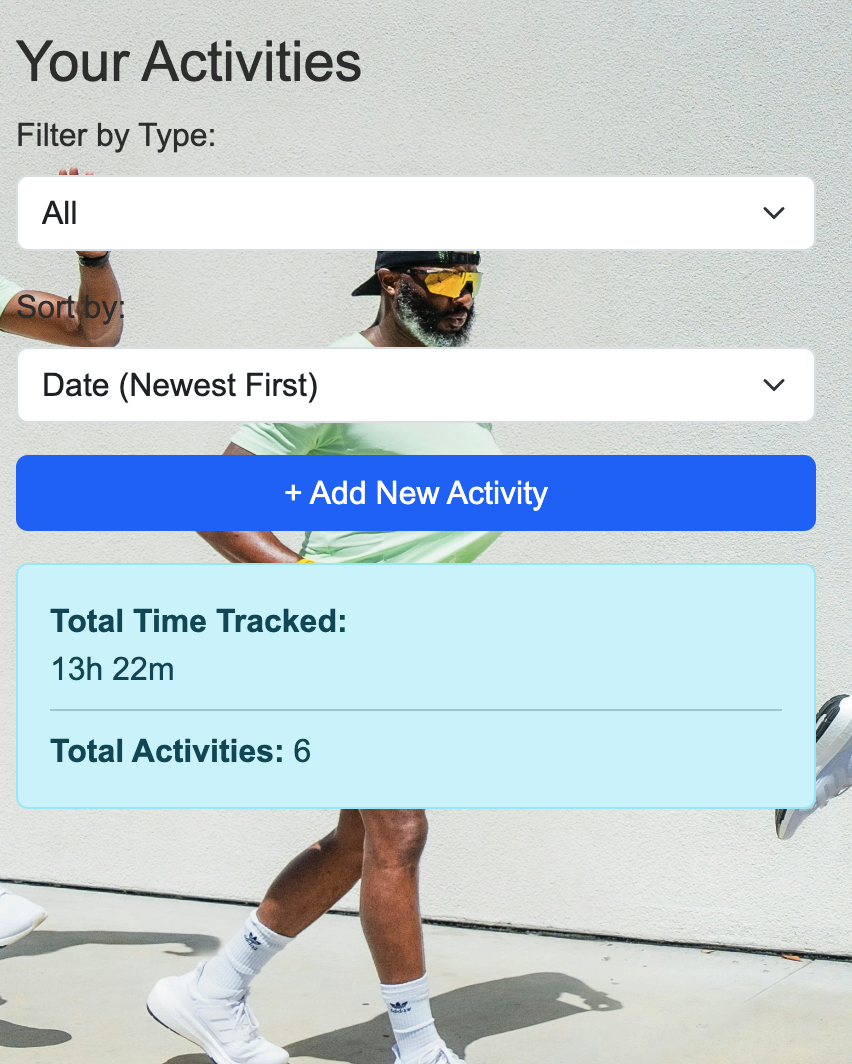 Your Activities
Filter by Type:
All
Sort by:
Date (Newest First)
+ Add New Activity
Total Time Tracked:
13h 22m
Total Activities: 6
adidas